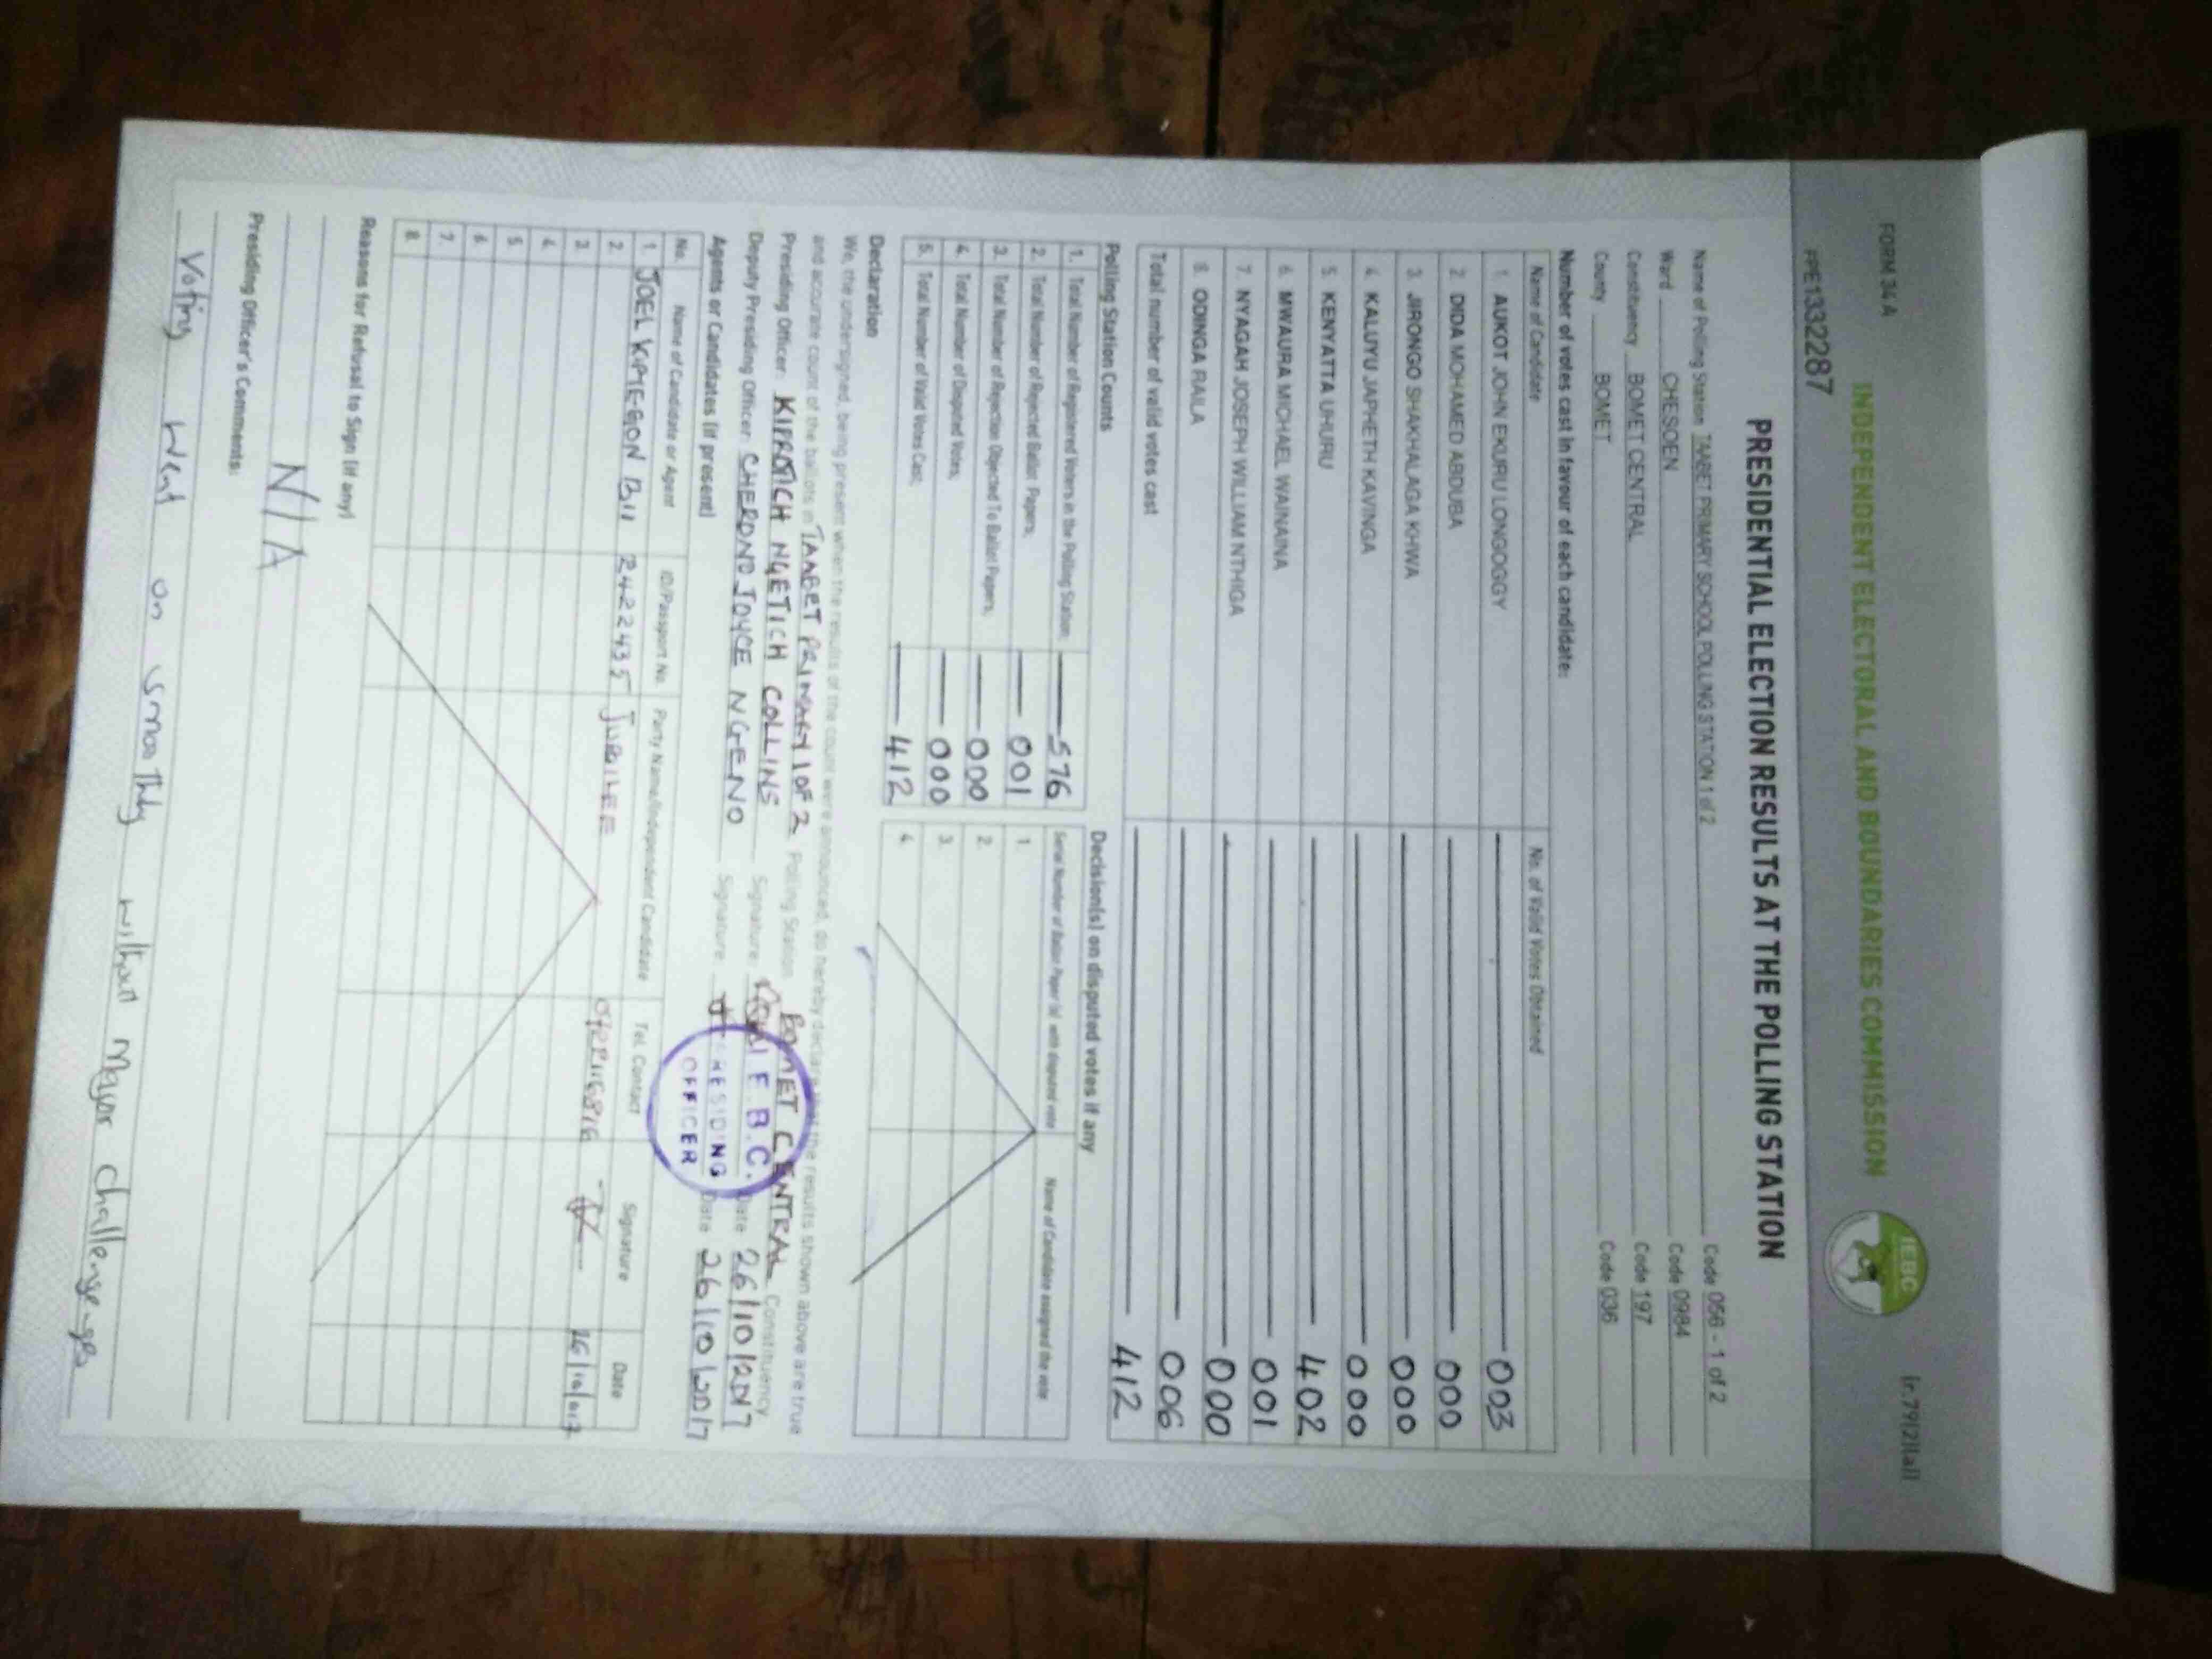 FORM 34A
(r.79(2)(a))
INDEPENDENT ELECTORAL AND BOUNDARIES COMMISSION
IEBC
PPE1332287
PRESIDENTIAL ELECTION RESULTS AT THE POLLING STATION
Name of Polling Station TAABET PRIMARY SCHOOL POLLING STATION 1 of 2 Code 056 - 1 of 2
Ward CHESOEN Code 0984
Constituency BOMET CENTRAL Code 197
County BOMET Code 036
Number of votes cast in favour of each candidate:
Name of Candidate No. of Valid Votes Obtained
1. AUKOT JOHN EKURU LONGOGGY 003
2. DIDA MOHAMED ABDUBA 000
3. JIRONGO SHAKHALAGA KHWA 000
4. KALUYU JAPHETH KAVINGA 000
5. KENYATTA UHURU 402
6. MWAURA MICHAEL WAINAINA 001
7. NYAGAH JOSEPH WILLIAM NTHIGA 000
8. ODINGA RAILA 006
Total number of valid votes cast 412
Polling Station Counts
1. Total Number of Registered Voters in the Polling Station 576
2. Total Number of Rejected Ballot Papers; 001
3. Total Number of Rejection Objected To Ballot Papers; 000
4. Total Number of Disputed Votes; 000
5. Total Number of Valid Votes Cast; 412
Decision(s) on disputed votes if any
Serial Number of Ballot Paper (s) with disputed vote Name of Candidate assigned the vote
1.
2.
3.
4.
Declaration
We, the undersigned, being present when the results of the count were announced, do hereby declare that the results shown above are true
and accurate count of the ballots in TAABET PRIMARY 1 OF 2 Polling Station BOMET CENTRAL Constituency
Presiding Officer: KIPROTICH NGETICH COLLINS Signature Date 26/10/2017
Deputy Presiding Officer: CHERONO JOYCE NGENO Signature Date 26/10/2017
I.E.B.C.
PRESIDING
OFFICER
Agents or Candidates (if present)
No. Name of Candidate or Agent ID/Passport No. Party Name/Independent Candidate Tel. Contact Signature Date
1. JOEL KIPIEGON BII 24222435 JUBILEE 26/10/017
2.
3.
4.
5.
6.
7.
8.
Reasons for Refusal to Sign (if any)
N/A
Presiding Officer's Comments:
Voting went on smoothly without major challenge-ges